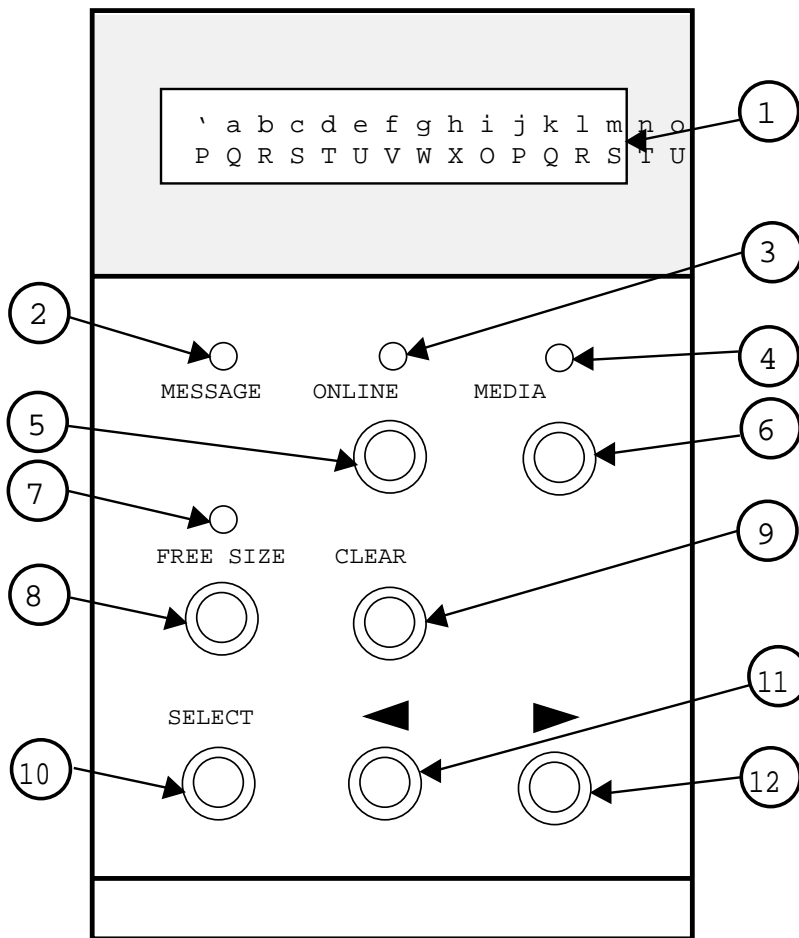 ‘ a b c d e f g h i j k l m n o
P Q R S T U V W X O P Q R S T U
1
3
2
4
MESSAGE ONLINE MEDIA
5
6
7
9
FREE SIZE CLEAR
8
11
SELECT
10
12